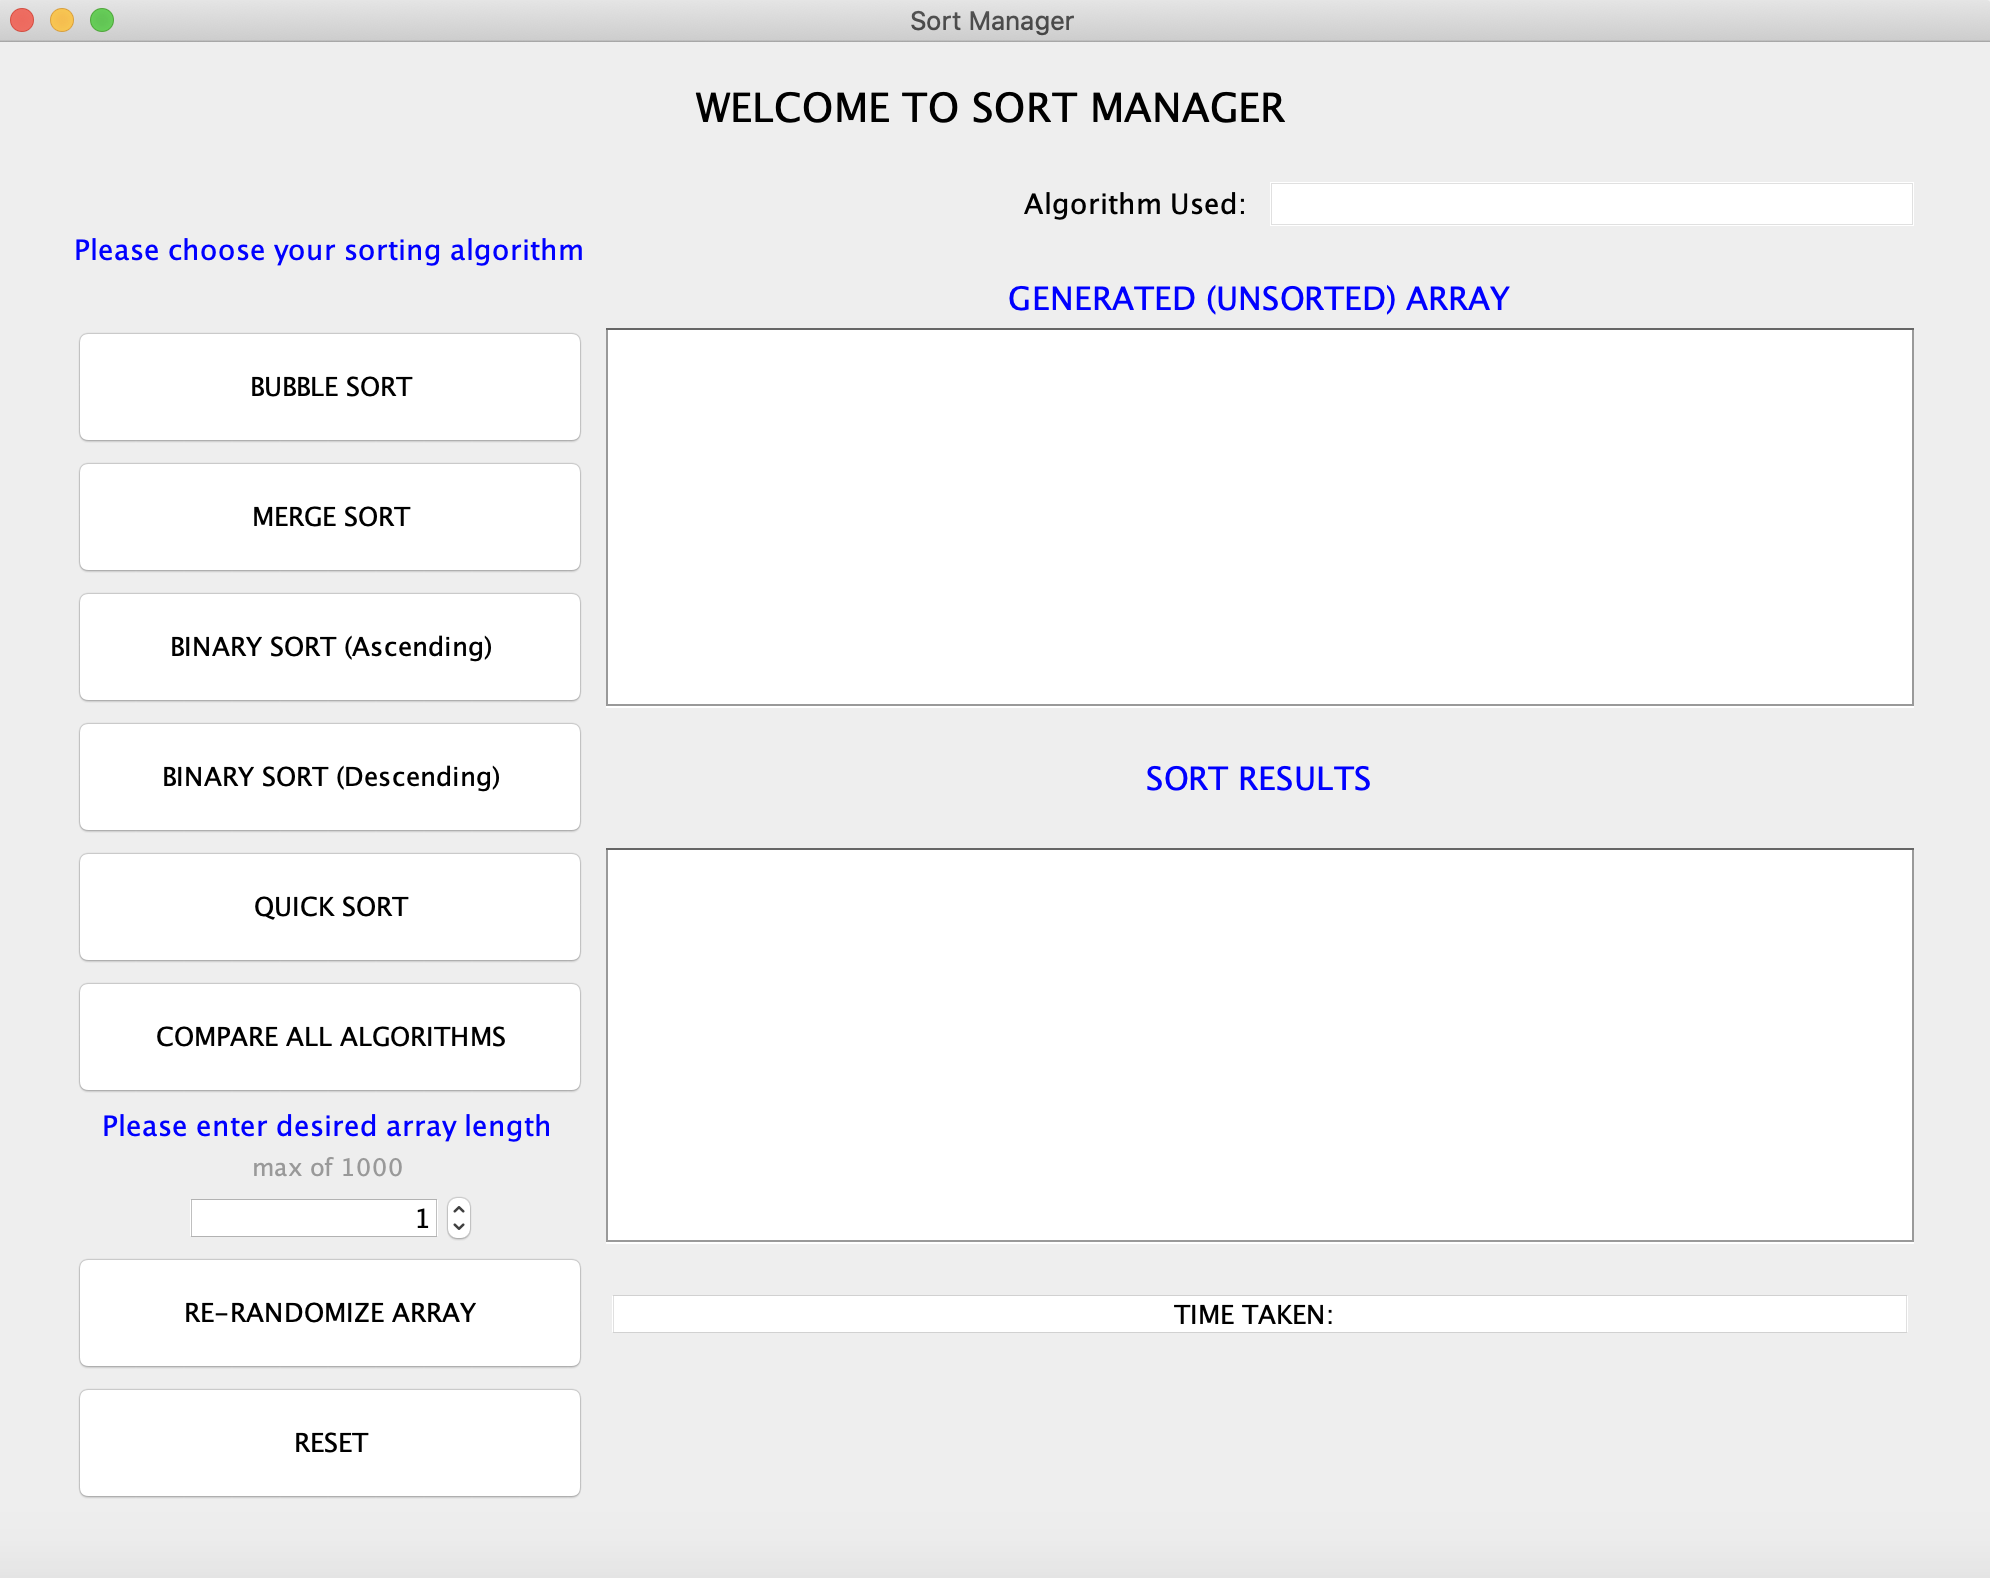 Sort Manager
WELCOME TO SORT MANAGER
Algorithm Used:
Please choose your sorting algorithm
GENERATED (UNSORTED) ARRAY
BUBBLE SORT
MERGE SORT
BINARY SORT (Ascending)
BINARY SORT (Descending)
SORT RESULTS
QUICK SORT
COMPARE ALL ALGORITHMS
Please enter desired array length
max of 1000
1
RE-RANDOMIZE ARRAY
TIME TAKEN:
RESET